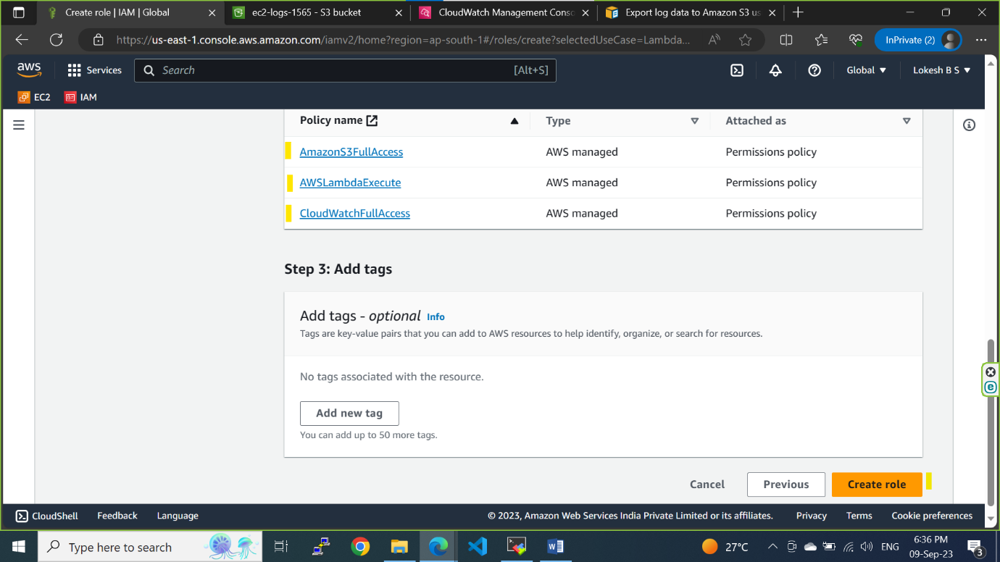 Create role | IAM | Global
ec2-logs-1565 - S3 bucket
CloudWatch Management Conso
Export log data to Amazon S3 us
https://us-east-1.console.aws.amazon.com/iamv2/home?region=ap-south-1#/roles/create?selectedUseCase=Lambda...
InPrivate (2)
aws
Services
Search
[Alt+S]
Global
Lokesh B S
EC2
IAM
Policy name Type Attached as
AmazonS3FullAccess AWS managed Permissions policy
AWSLambdaExecute AWS managed Permissions policy
CloudWatchFullAccess AWS managed Permissions policy
Step 3: Add tags
Add tags - optional Info
Tags are key-value pairs that you can add to AWS resources to help identify, organize, or search for resources.
No tags associated with the resource.
Add new tag
You can add up to 50 more tags.
Cancel Previous Create role
CloudShell Feedback Language © 2023, Amazon Web Services India Private Limited or its affiliates. Privacy Terms Cookie preferences
Type here to search
27°C
ENG
6:36 PM
09-Sep-23
3